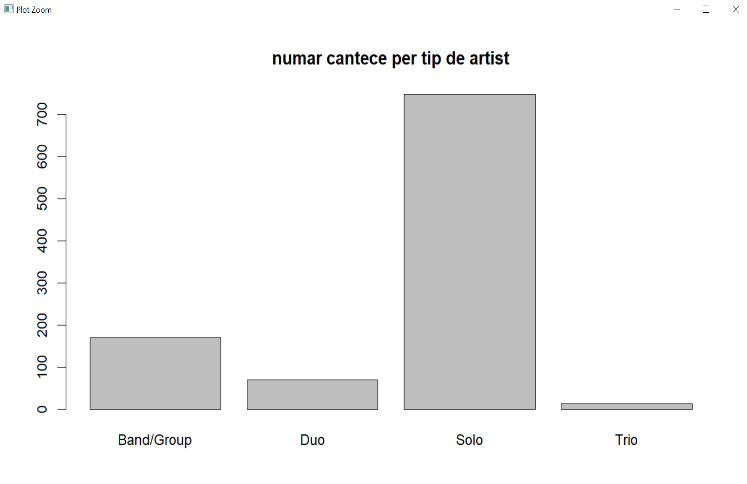 Plot Zoom
numar cantece per tip de artist
700
600
500
400
300
200
100
0
Band/Group
Duo
Solo
Trio